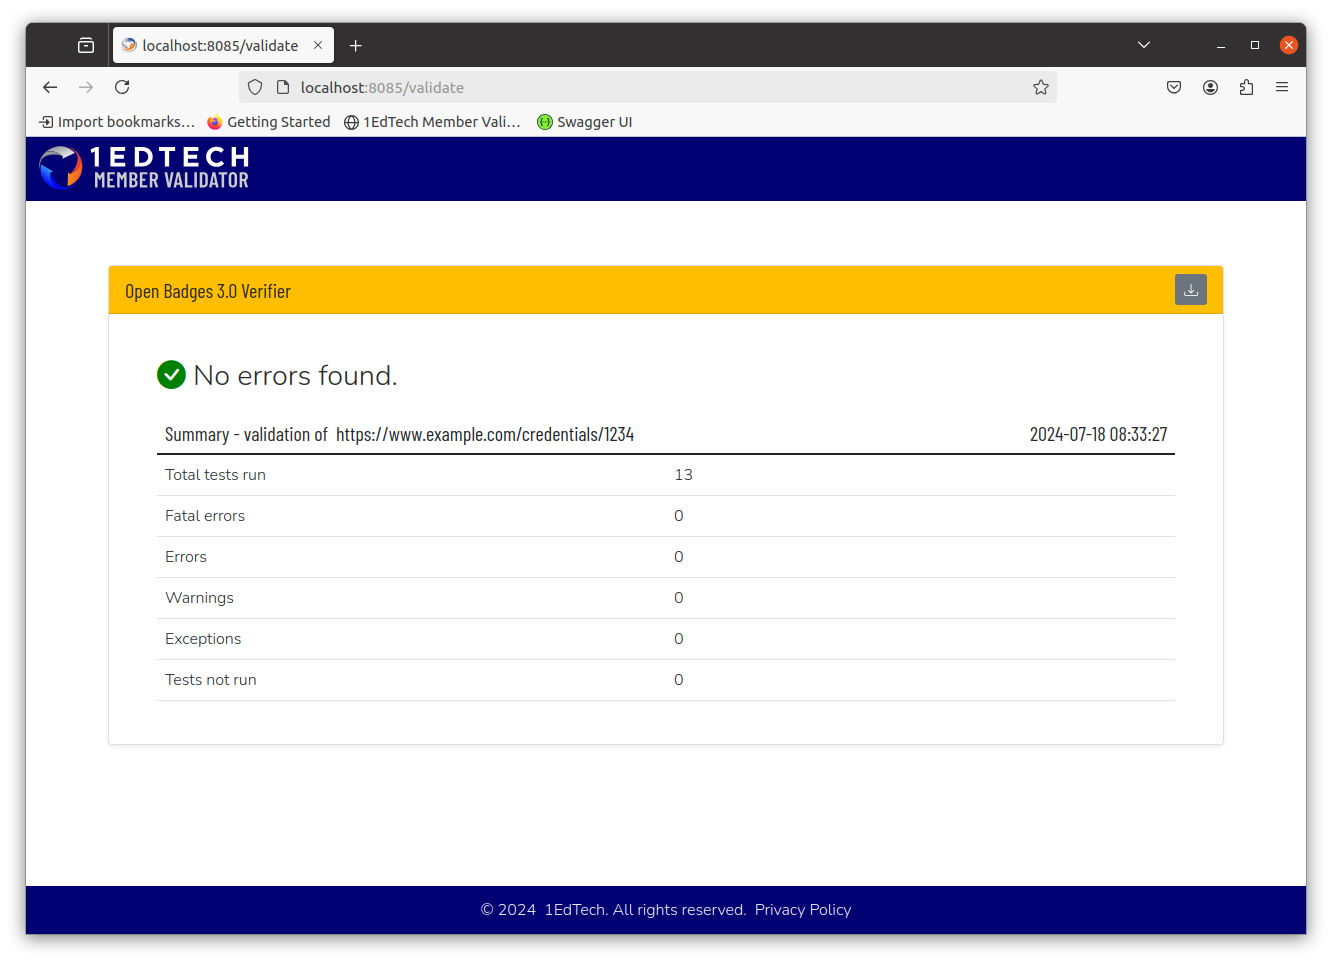 localhost:8085/validate
localhost:8085/validate
Import bookmarks... Getting Started 1EdTech Member Vali... Swagger UI
1EDTECH
MEMBER VALIDATOR
Open Badges 3.0 Verifier
No errors found.
Summary - validation of https://www.example.com/credentials/1234 2024-07-18 08:33:27
Total tests run 13
Fatal errors 0
Errors 0
Warnings 0
Exceptions 0
Tests not run 0
© 2024 1EdTech. All rights reserved. Privacy Policy